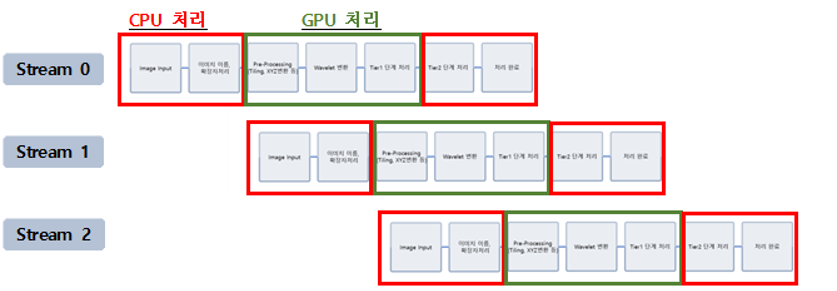 CPU 처리
GPU 처리
Stream 0
Image Input
이미지 이름,
확장자처리
Pre-Processing
(Tiling, XYZ변환 등)
Wavelet 변환
Tier1 단계 처리
Tier2 단계 처리
처리 완료
Stream 1
Image Input
이미지 이름,
확장자처리
Pre-Processing
(Tiling, XYZ변환 등)
Wavelet 변환
Tier1 단계 처리
Tier2 단계 처리
처리 완료
Stream 2
Image Input
이미지 이름,
확장자처리
Pre-Processing
(Tiling, XYZ변환 등)
Wavelet 변환
Tier1 단계 처리
Tier2 단계 처리
처리 완료